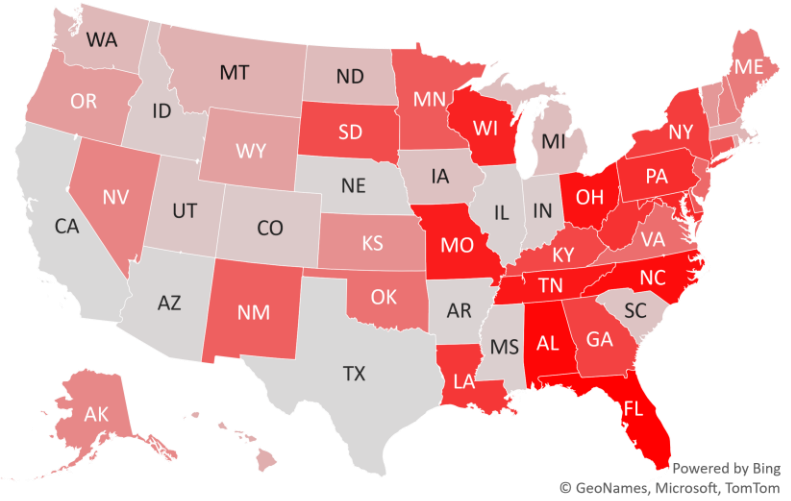 WA
MT
ND
MN
ME
OR
ID
SD
WI
MI
NY
WY
IA
PA
NE
NV
UT
CO
IL
IN
OH
CA
KS
MO
KY
VA
AZ
NM
OK
AR
TN
NC
SC
MS
AL
GA
TX
LA
AK
FL
Powered by Bing
© GeoNames, Microsoft, TomTom